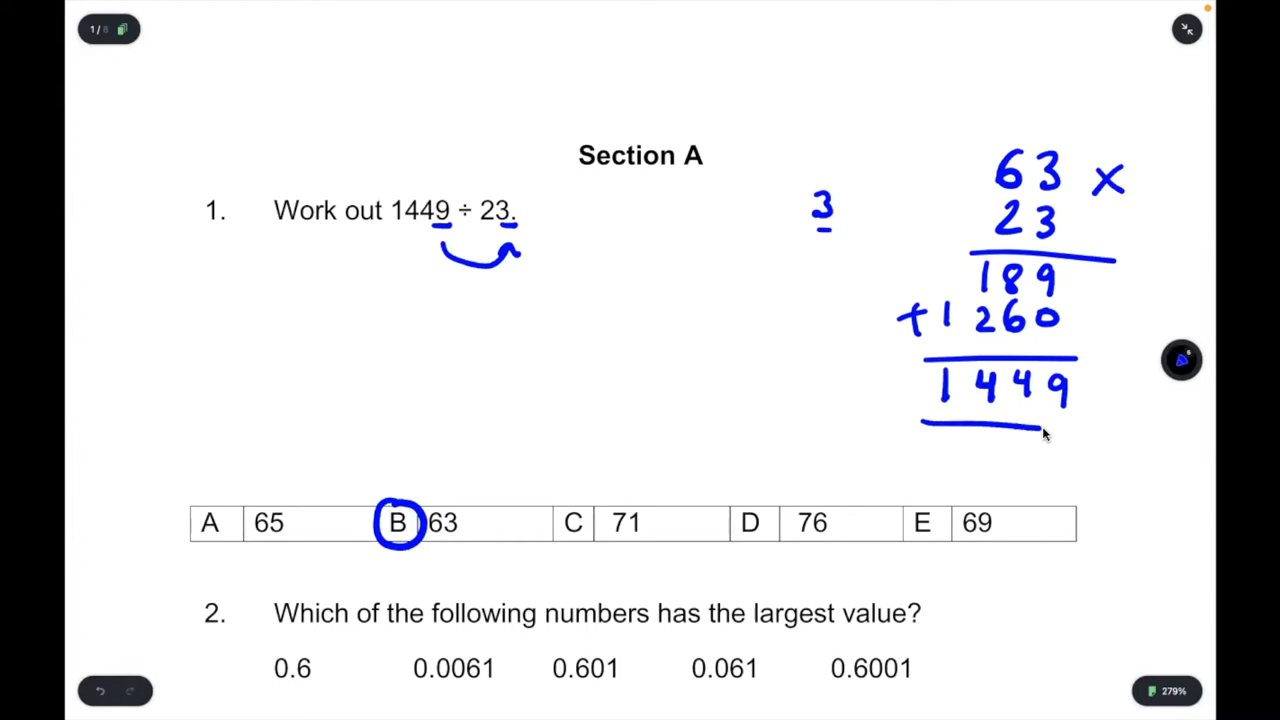 1/8
Section A
1. Work out 1449 ÷ 23.
3
63 ×
23
189
+1260
1449
A 65 B 63 C 71 D 76 E 69
2. Which of the following numbers has the largest value?
0.6 0.0061 0.601 0.061 0.6001
279%